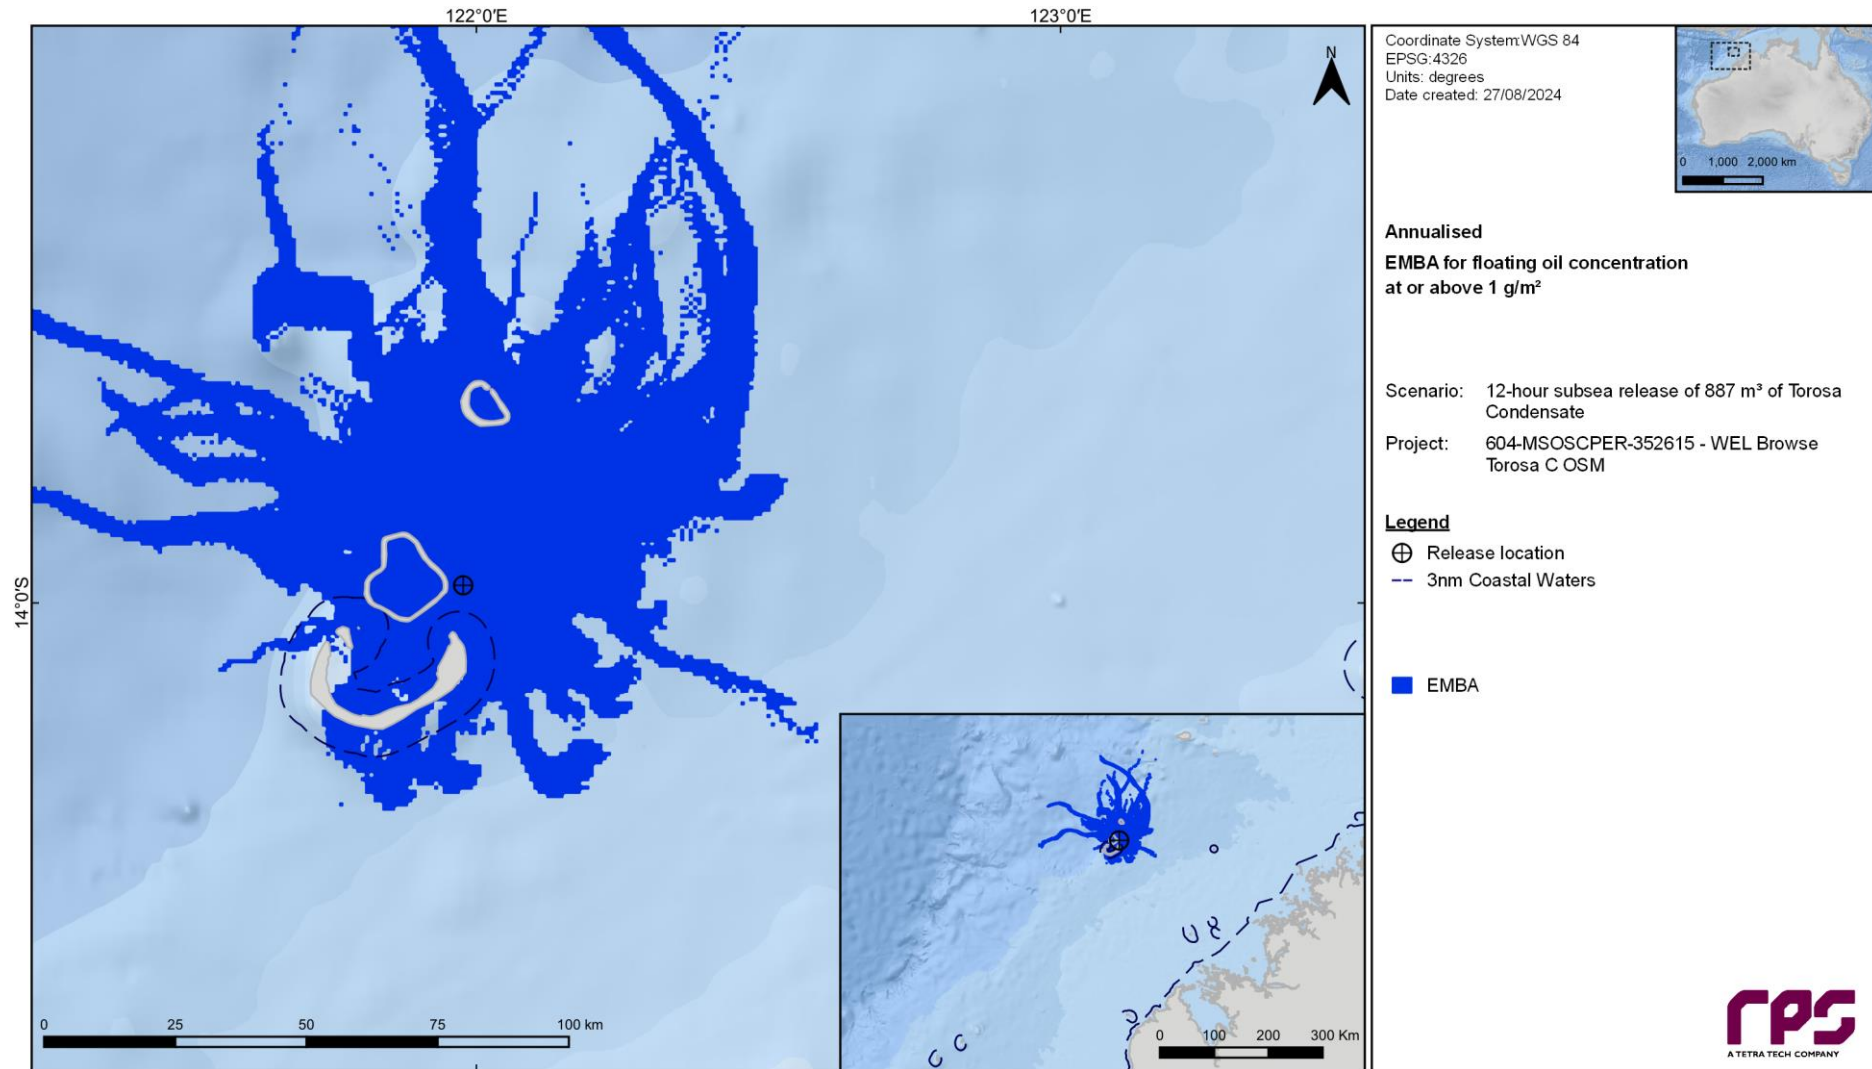 122°0'E
123°0'E
14°0'S
N
0 25 50 75 100 km
0 100 200 300 Km
Coordinate System:WGS 84
EPSG:4326
Units: degrees
Date created: 27/08/2024
0 1,000 2,000 km
Annualised
EMBA for floating oil concentration
at or above 1 g/m²
Scenario: 12-hour subsea release of 887 m³ of Torosa
Condensate
Project: 604-MSOSCPER-352615 - WEL Browse
Torosa C OSM
Legend
Release location
3nm Coastal Waters
EMBA
rps
A TETRA TECH COMPANY